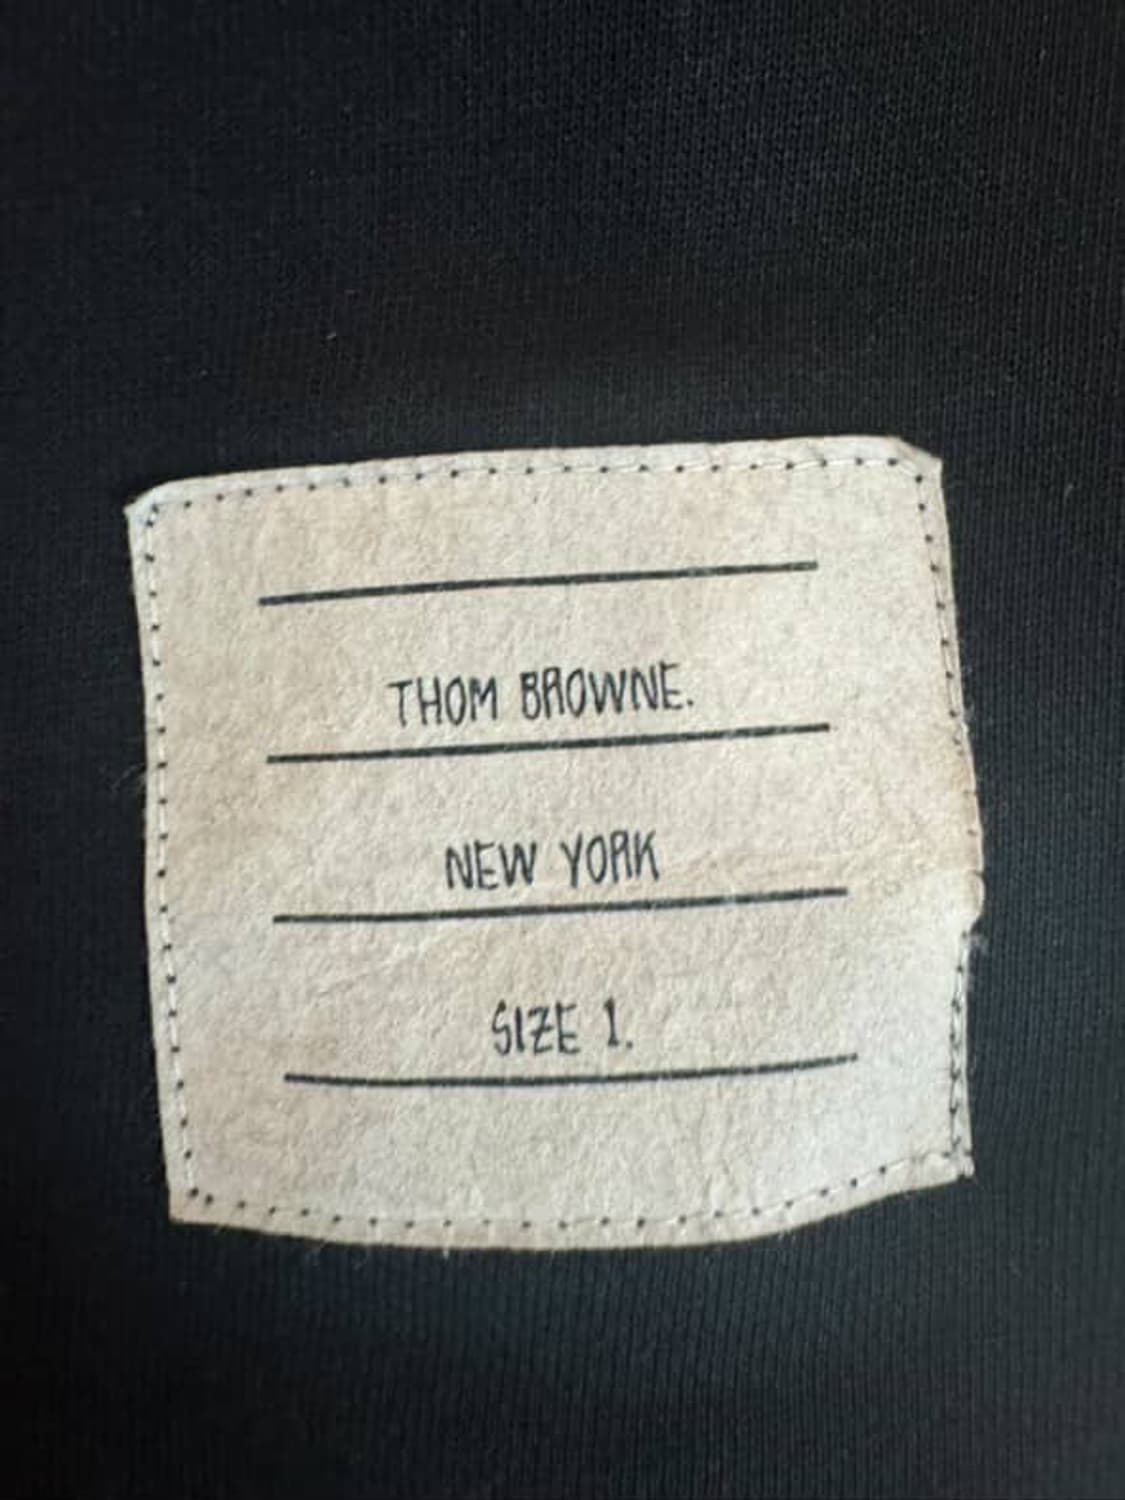 THOM BROWNE.
NEW YORK
SIZE 1.